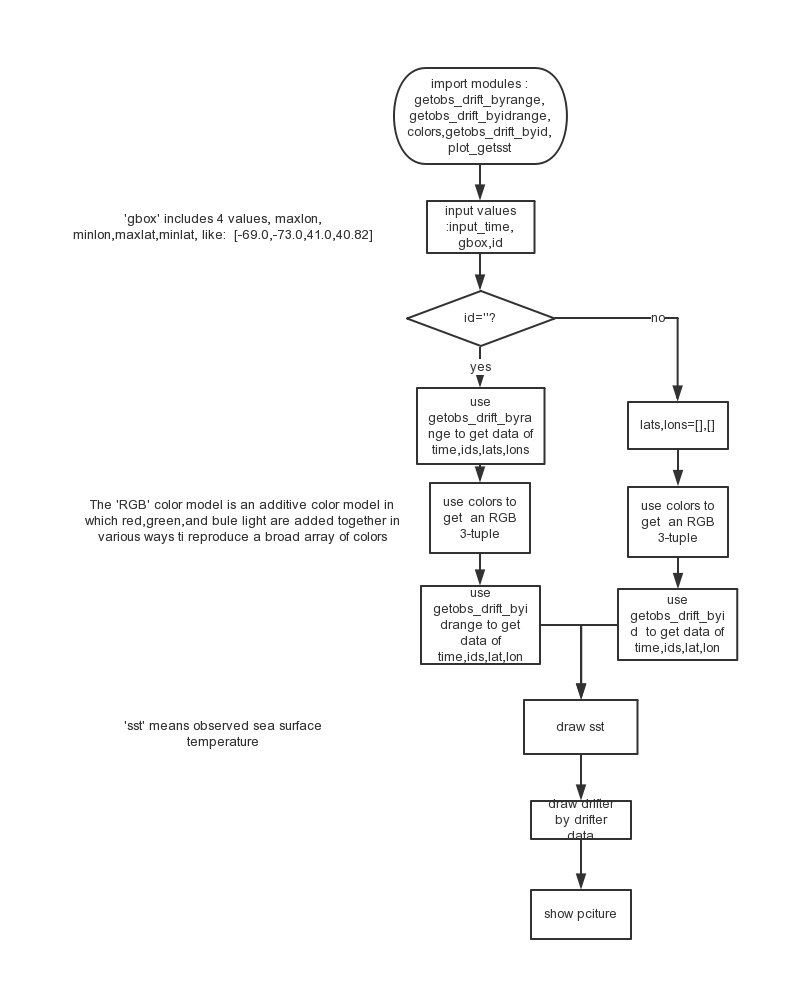 import modules :
getobs_drift_byrange,
getobs_drift_byidrange,
colors,getobs_drift_byid,
plot_getsst
'gbox' includes 4 values, maxlon,
minlon,maxlat,minlat, like:  [-69.0,-73.0,41.0,40.82]
input values
:input_time,
gbox,id
id=''?
no
yes
use
getobs_drift_byra
nge to get data of
time,ids,lats,lons
lats,lons=[],[]
The 'RGB' color model is an additive color model in
which red,green,and bule light are added together in
various ways ti reproduce a broad array of colors
use colors to
get  an RGB
3-tuple
use colors to
get  an RGB
3-tuple
use
getobs_drift_byi
drange to get
data of
time,ids,lat,lon
use
getobs_drift_byi
d  to get data of
time,ids,lat,lon
'sst' means observed sea surface
temperature
draw sst
draw drifter
by drifter
data
show pciture